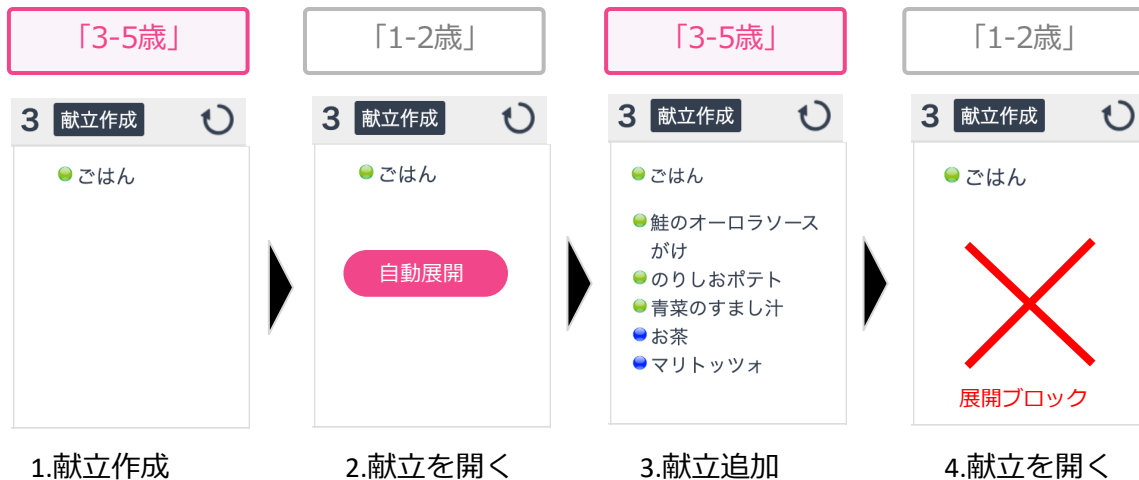 「3-5歳」
「1-2歳」
「3-5歳」
「1-2歳」
3 献立作成
ごはん
3 献立作成
ごはん
自動展開
3 献立作成
ごはん
鮭のオーロラソース
がけ
のりしおポテト
青菜のすまし汁
お茶
マリトッツォ
3 献立作成
ごはん
展開ブロック
1.献立作成
2.献立を開く
3.献立追加
4.献立を開く